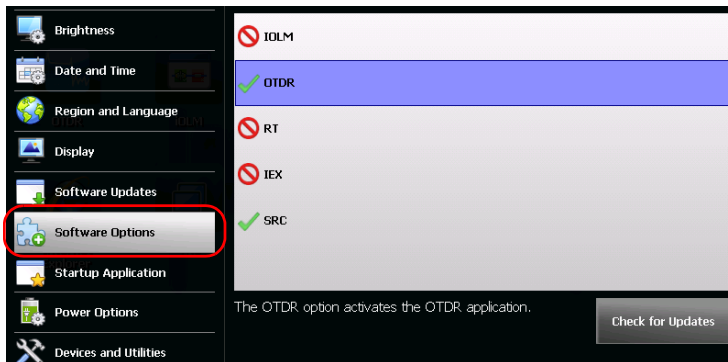 Brightness
Date and Time
Region and Language
Display
Software Updates
Software Options
Startup Application
Power Options
Devices and Utilities
IOLM
OTDR
RT
IEX
SRC
The OTDR option activates the OTDR application.
Check for Updates